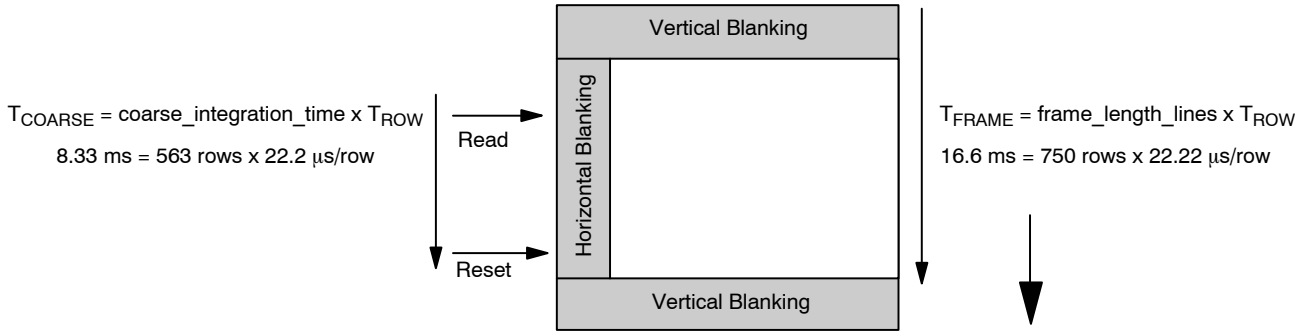 Vertical Blanking
T_COARSE = coarse_integration_time x T_ROW
8.33 ms = 563 rows x 22.2 μs/row
Read
Reset
Horizontal Blanking
T_FRAME = frame_length_lines x T_ROW
16.6 ms = 750 rows x 22.22 μs/row
Vertical Blanking